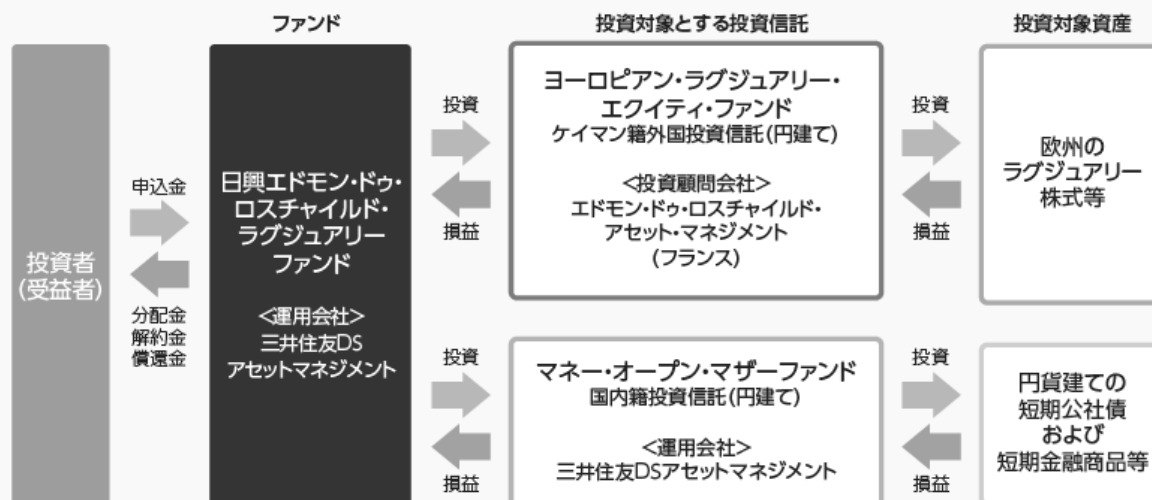 ファンド
投資対象とする投資信託
投資対象資産
投資者
(受益者)
申込金
分配金
解約金
償還金
日興エドモン・ドゥ・
ロスチャイルド・
ラグジュアリー
ファンド
<運用会社>
三井住友DS
アセットマネジメント
投資
損益
ヨーロピアン・ラグジュアリー・
エクイティ・ファンド
ケイマン籍外国投資信託(円建て)
<投資顧問会社>
エドモン・ドゥ・ロスチャイルド・
アセット・マネジメント
(フランス)
投資
損益
欧州の
ラグジュアリー
株式等
投資
損益
マネー・オープン・マザーファンド
国内籍投資信託(円建て)
<運用会社>
三井住友DSアセットマネジメント
投資
損益
円貨建ての
短期公社債
および
短期金融商品等